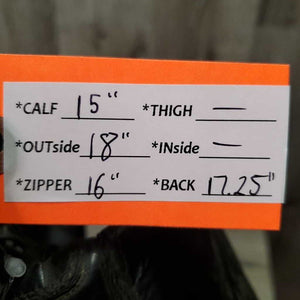 *CALF 15" *THIGH —
*OUTside 18" *INside —
*ZIPPER 16" *BACK 17.25"